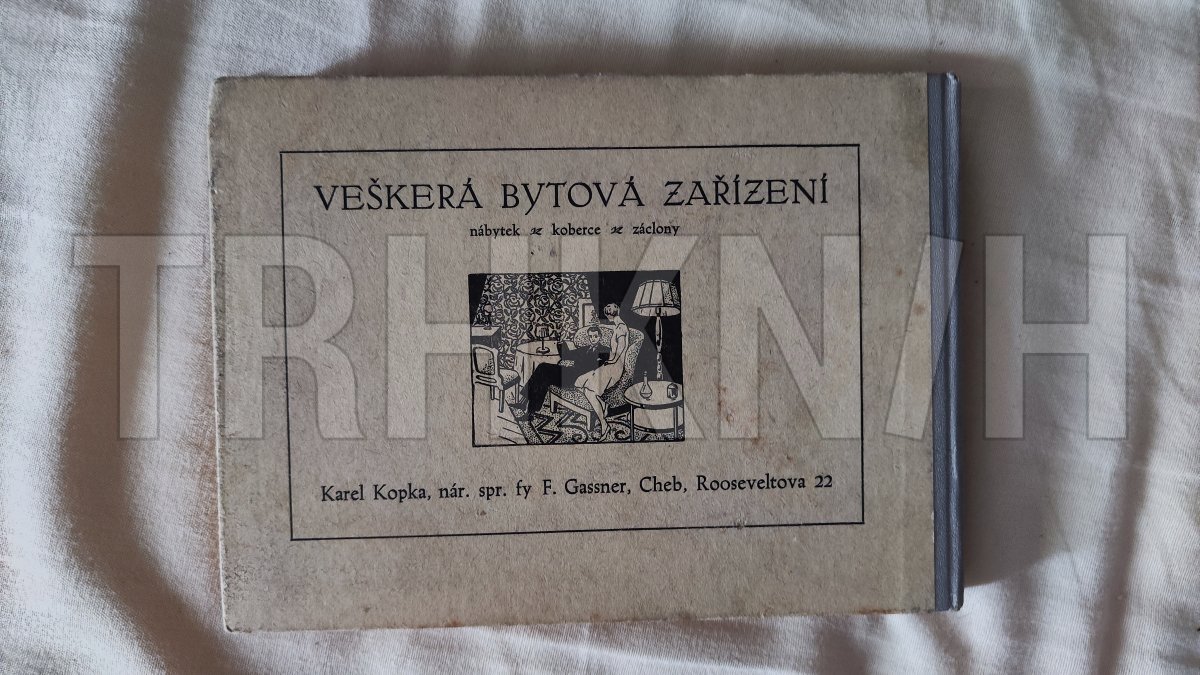 VEŠKERÁ BYTOVÁ ZAŘÍZENÍ
nábytek koberce záclony
Karel Kopka, nár. spr. fy F. Gassner, Cheb, Rooseveltova 22
TRHKNIH